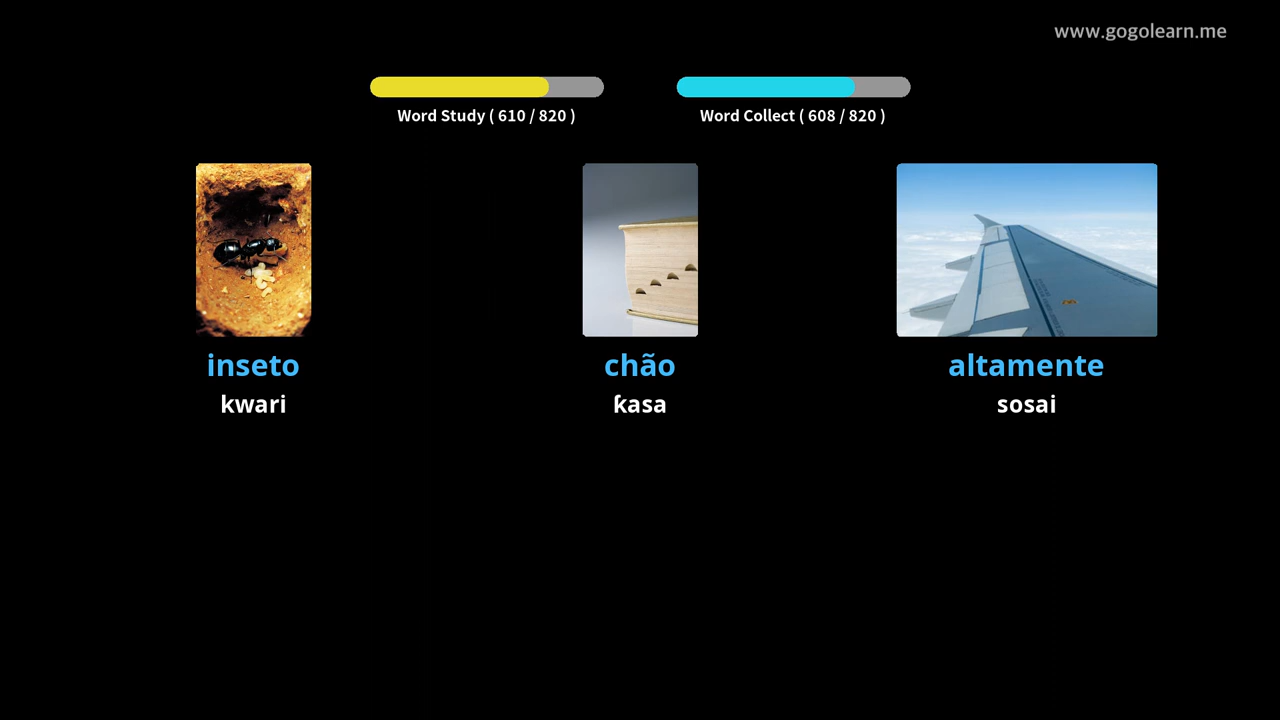 www.gogolearn.me
Word Study ( 610 / 820 )
Word Collect ( 608 / 820 )
inseto
chão
altamente
kwari
ƙasa
sosai